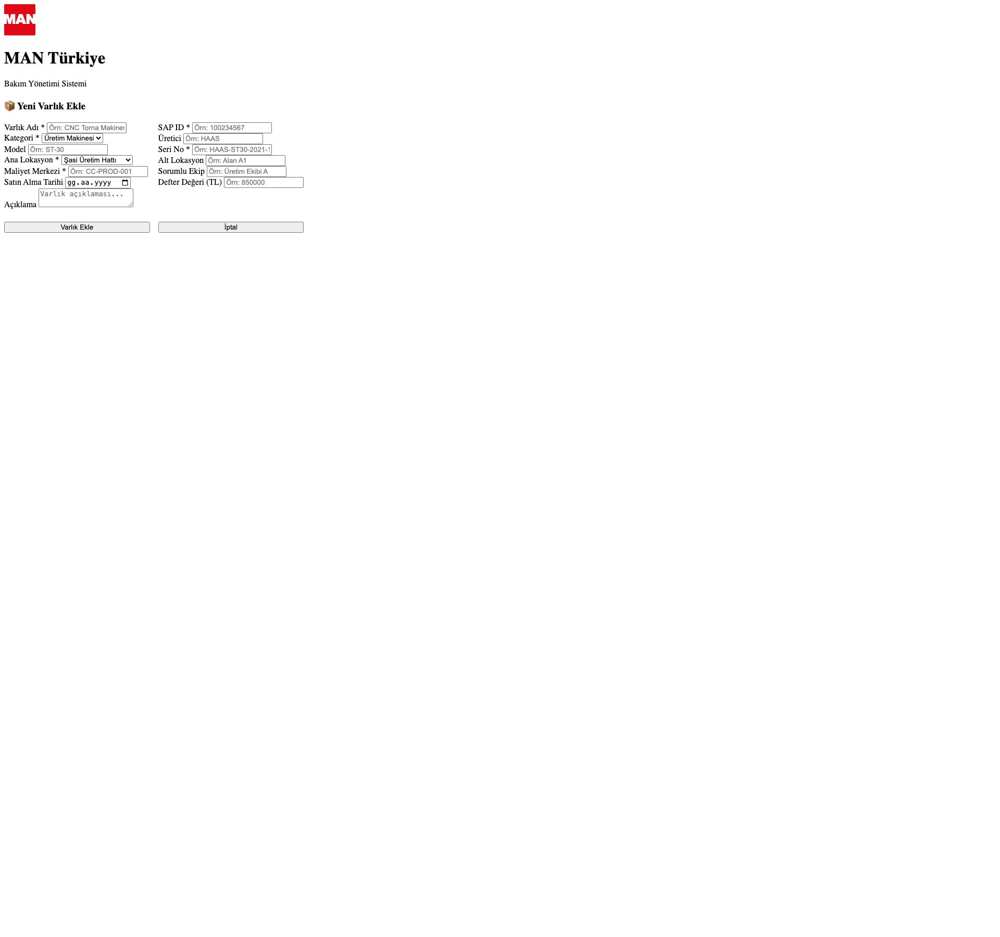 MAN
MAN Türkiye
Bakım Yönetimi Sistemi
📦 Yeni Varlık Ekle
Varlık Adı * Örn: CNC Torna Makines SAP ID * Örn: 100234567
Kategori * Üretim Makinesi Üretici Örn: HAAS
Model Örn: ST-30 Seri No * Örn: HAAS-ST30-2021-1
Ana Lokasyon * Şasi Üretim Hattı Alt Lokasyon Örn: Alan A1
Maliyet Merkezi * Örn: CC-PROD-001 Sorumlu Ekip Örn: Üretim Ekibi A
Satın Alma Tarihi gg.aa.yyyy Defter Değeri (TL) Örn: 850000
Açıklama Varlık açıklaması...
Varlık Ekle İptal